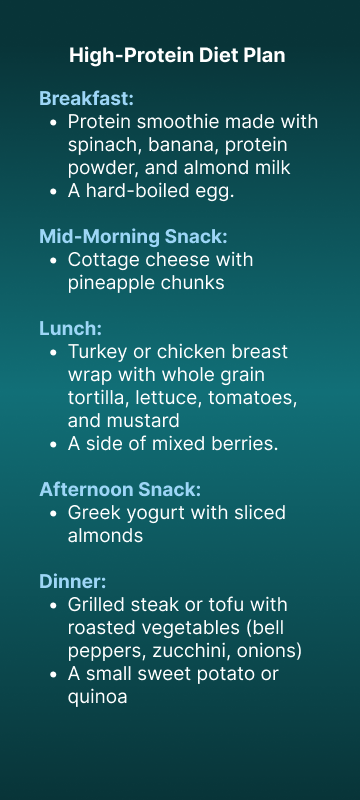 High-Protein Diet Plan
Breakfast:
• Protein smoothie made with
spinach, banana, protein
powder, and almond milk
• A hard-boiled egg.
Mid-Morning Snack:
• Cottage cheese with
pineapple chunks
Lunch:
• Turkey or chicken breast
wrap with whole grain
tortilla, lettuce, tomatoes,
and mustard
• A side of mixed berries.
Afternoon Snack:
• Greek yogurt with sliced
almonds
Dinner:
• Grilled steak or tofu with
roasted vegetables (bell
peppers, zucchini, onions)
• A small sweet potato or
quinoa